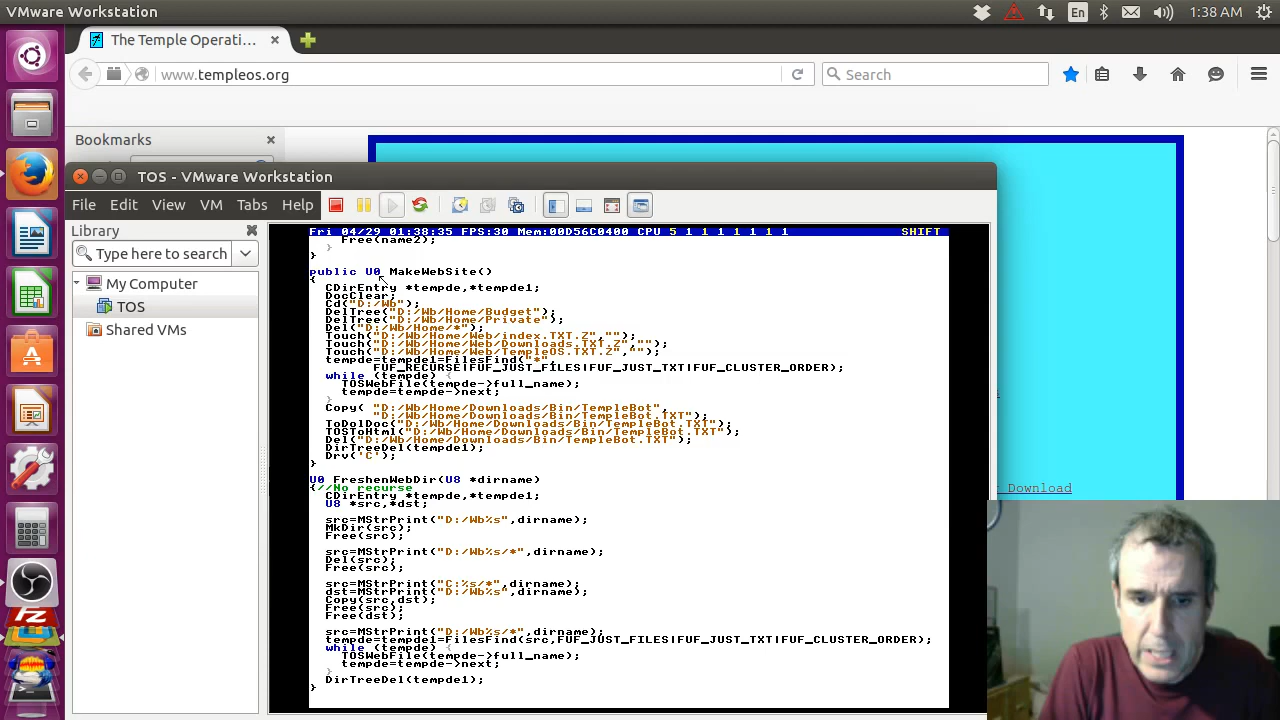 VMware Workstation
En
1:38 AM
The Temple Operati...
www.templeos.org
Search
Bookmarks
TOS - VMware Workstation
File Edit View VM Tabs Help
Library
Type here to search
My Computer
TOS
Shared VMs
Download
Fri 04/29 01:38:35 FPS:30 Mem:00D56C0400 CPU 5 1 1 1 1 1 1 1 SHIFT
Free(name2);
}
}
public U0 MakeWebSite()
{
CDirEntry *tempde,*tempde1;
DocClear;
Cd("D:/Wb");
DelTree("D:/Wb/Home/Budget");
DelTree("D:/Wb/Home/Private");
Del("D:/Wb/Home/*");
Touch("D:/Wb/Home/Web/index.TXT.Z","");
Touch("D:/Wb/Home/Web/Downloads.TXT.Z","");
Touch("D:/Wb/Home/Web/TempleOS.TXT.Z","");
tempde=tempde1=FilesFind("*",
FUF_RECURSE|FUF_JUST_FILES|FUF_JUST_TXT|FUF_CLUSTER_ORDER);
while (tempde) {
TOSWebFile(tempde->full_name);
tempde=tempde->next;
}
Copy( "D:/Wb/Home/Downloads/Bin/TempleBot",
"D:/Wb/Home/Downloads/Bin/TempleBot.TXT");
ToDolDoc("D:/Wb/Home/Downloads/Bin/TempleBot.TXT");
TOSToHtml("D:/Wb/Home/Downloads/Bin/TempleBot.TXT");
Del("D:/Wb/Home/Downloads/Bin/TempleBot.TXT");
DirTreeDel(tempde1);
Drv('C');
}
U0 FreshenWebDir(U8 *dirname)
{//No recurse
CDirEntry *tempde,*tempde1;
U8 *src,*dst;
src=MStrPrint("D:/Wb%s",dirname);
MkDir(src);
Free(src);
src=MStrPrint("D:/Wb%s/*",dirname);
Del(src);
Free(src);
src=MStrPrint("C:%s/*",dirname);
dst=MStrPrint("D:/Wb%s",dirname);
Copy(src,dst);
Free(src);
Free(dst);
src=MStrPrint("D:/Wb%s/*",dirname);
tempde=tempde1=FilesFind(src,FUF_JUST_FILES|FUF_JUST_TXT|FUF_CLUSTER_ORDER);
while (tempde) {
TOSWebFile(tempde->full_name);
tempde=tempde->next;
}
DirTreeDel(tempde1);
}